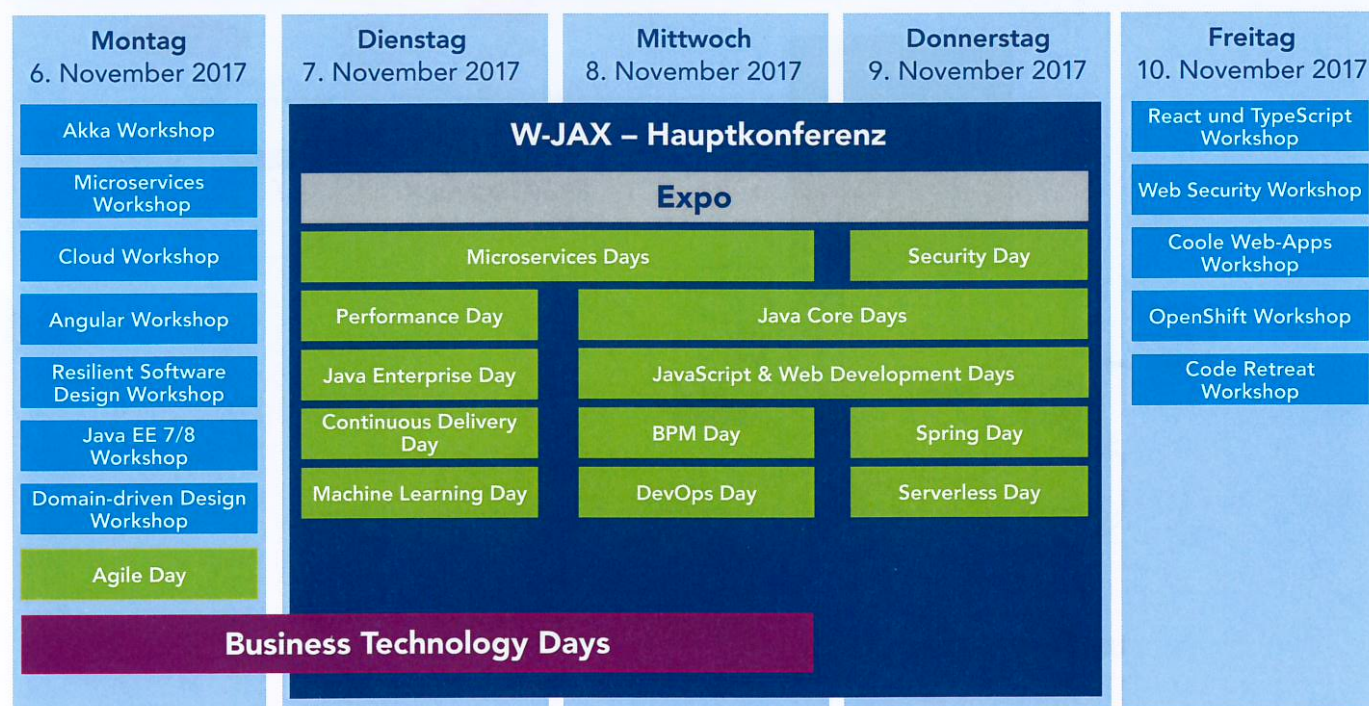 Montag
6. November 2017
Dienstag
7. November 2017
Mittwoch
8. November 2017
Donnerstag
9. November 2017
Freitag
10. November 2017
Akka Workshop
Microservices
Workshop
Cloud Workshop
Angular Workshop
Resilient Software
Design Workshop
Java EE 7/8
Workshop
Domain-driven Design
Workshop
Agile Day
W-JAX – Hauptkonferenz
Expo
Microservices Days
Security Day
Performance Day
Java Core Days
Java Enterprise Day
JavaScript & Web Development Days
Continuous Delivery
Day
BPM Day
Spring Day
Machine Learning Day
DevOps Day
Serverless Day
Business Technology Days
React und TypeScript
Workshop
Web Security Workshop
Coole Web-Apps
Workshop
OpenShift Workshop
Code Retreat
Workshop